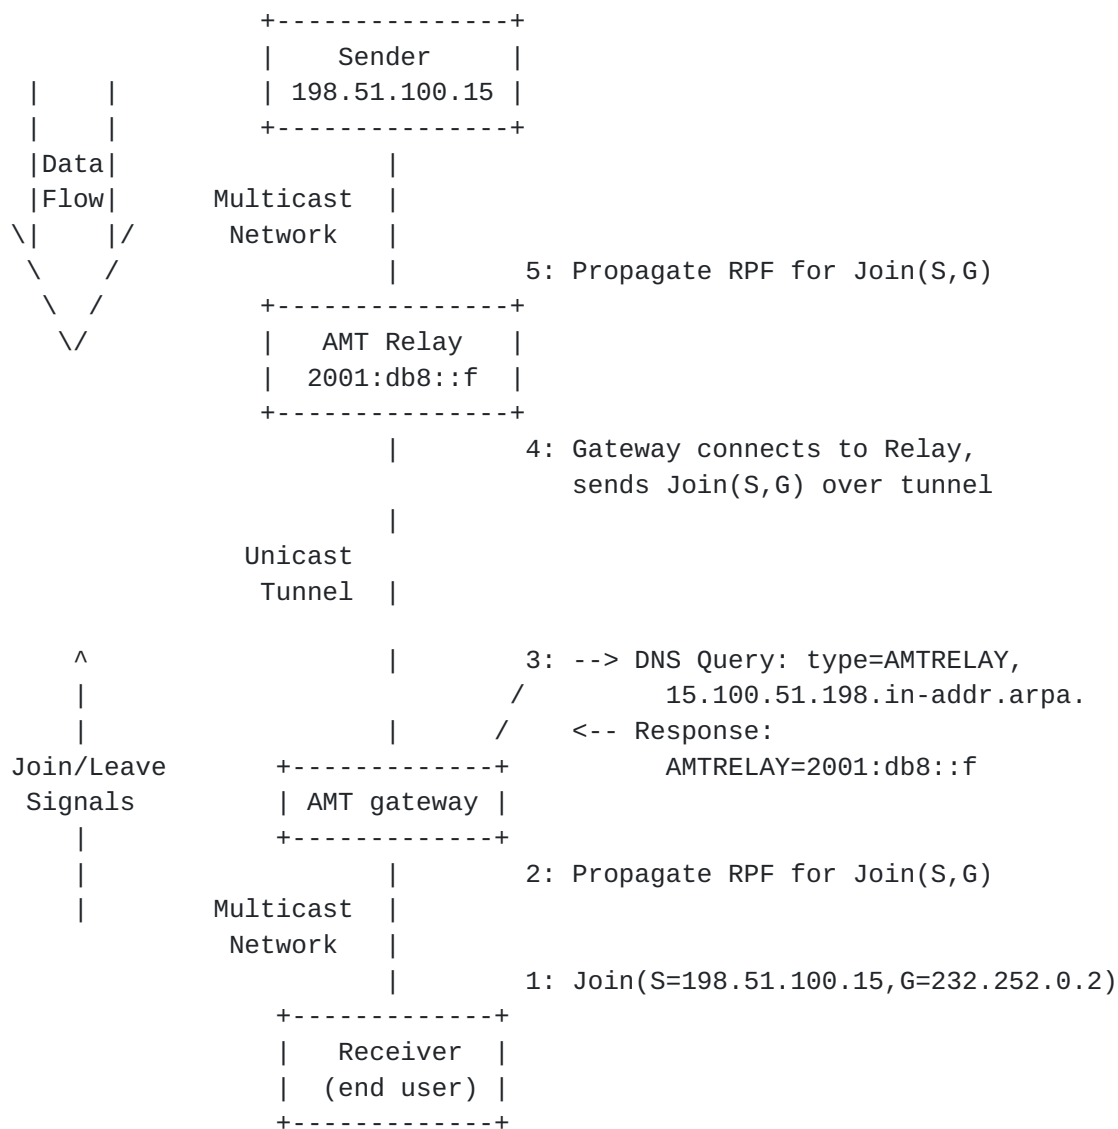 Sender
198.51.100.15
Data
Flow
Multicast
Network
5: Propagate RPF for Join(S,G)
AMT Relay
2001:db8::f
4: Gateway connects to Relay,
sends Join(S,G) over tunnel
Unicast
Tunnel
3: --> DNS Query: type=AMTRELAY,
15.100.51.198.in-addr.arpa.
<-- Response:
AMTRELAY=2001:db8::f
Join/Leave
Signals
AMT gateway
2: Propagate RPF for Join(S,G)
Multicast
Network
1: Join(S=198.51.100.15,G=232.252.0.2)
Receiver
(end user)